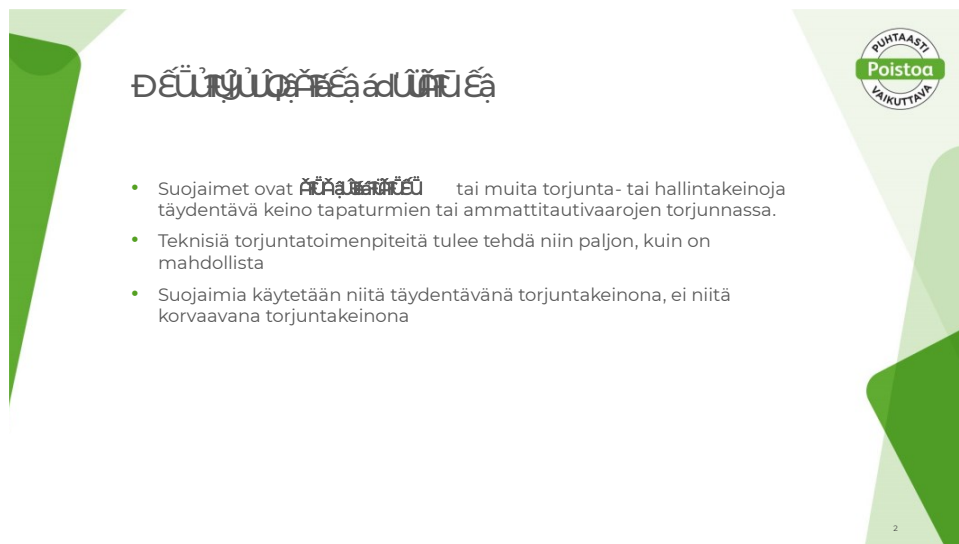 PUHTAASTI
Poistoa
VAIKUTTAVA
• Suojaimet ovat tai muita torjunta- tai hallintakeinoja
täydentävä keino tapaturmien tai ammattitautivaarojen torjunnassa.
• Teknisiä torjuntatoimenpiteitä tulee tehdä niin paljon, kuin on
mahdollista
• Suojaimia käytetään niitä täydentävänä torjuntakeinona, ei niitä
korvaavana torjuntakeinona
2